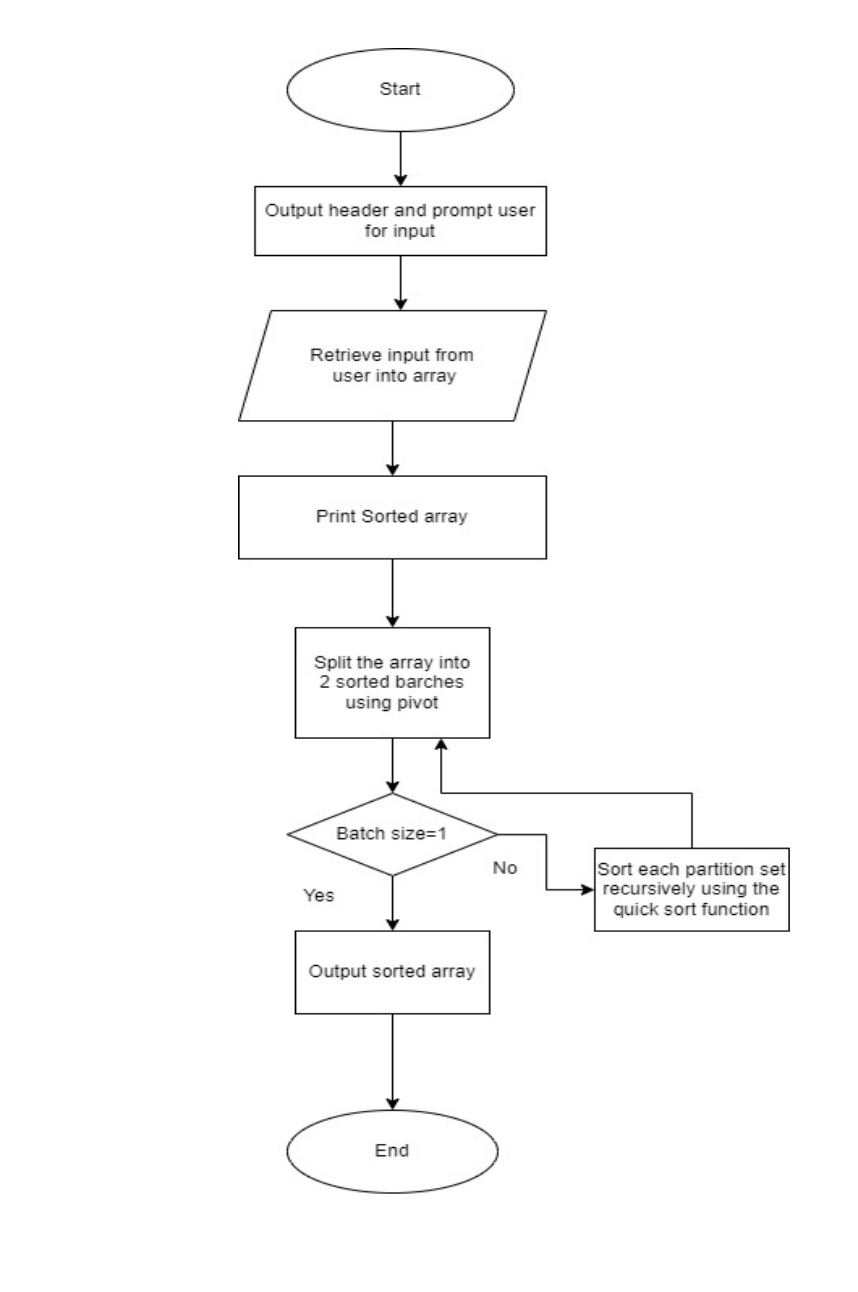 Start
Output header and prompt user
for input
Retrieve input from
user into array
Print Sorted array
Split the array into
2 sorted barches
using pivot
Batch size=1
No
Yes
Sort each partition set
recursively using the
quick sort function
Output sorted array
End